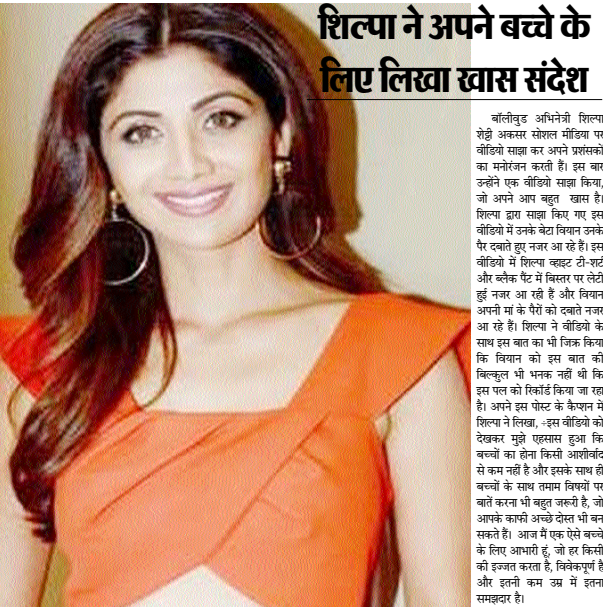 शिल्पा ने अपने बच्चे के
लिए लिखा खास संदेश
बॉलीवुड अभिनेत्री शिल्पा
शेट्टी अकसर सोशल मीडिया पर
वीडियो साझा कर अपने प्रशंसकों
का मनोरंजन करती हैं। इस बार
उन्होंने एक वीडियो साझा किया,
जो अपने आप बहुत खास है।
शिल्पा द्वारा साझा किए गए इस
वीडियो में उनके बेटा वियान उनके
पैर दबाते हुए नजर आ रहे हैं। इस
वीडियो में शिल्पा व्हाइट टी-शर्ट
और ब्लैक पैंट में बिस्तर पर लेटी
हुई नजर आ रही हैं और वियान
अपनी मां के पैरों को दबाते नजर
आ रहे हैं। शिल्पा ने वीडियो के
साथ इस बात का भी जिक्र किया
कि वियान को इस बात की
बिल्कुल भी भनक नहीं थी कि
इस पल को रिकॉर्ड किया जा रहा
है। अपने इस पोस्ट के कैप्शन में
शिल्पा ने लिखा, ÷इस वीडियो को
देखकर मुझे एहसास हुआ कि
बच्चों का होना किसी आशीर्वाद
से कम नहीं है और इसके साथ ही
बच्चों के साथ तमाम विषयों पर
बातें करना भी बहुत जरूरी है, जो
आपके काफी अच्छे दोस्त भी बन
सकते हैं। आज मैं एक ऐसे बच्चे
के लिए आभारी हूं, जो हर किसी
की इज्जत करता है, विवेकपूर्ण है
और इतनी कम उम्र में इतना
समझदार है।